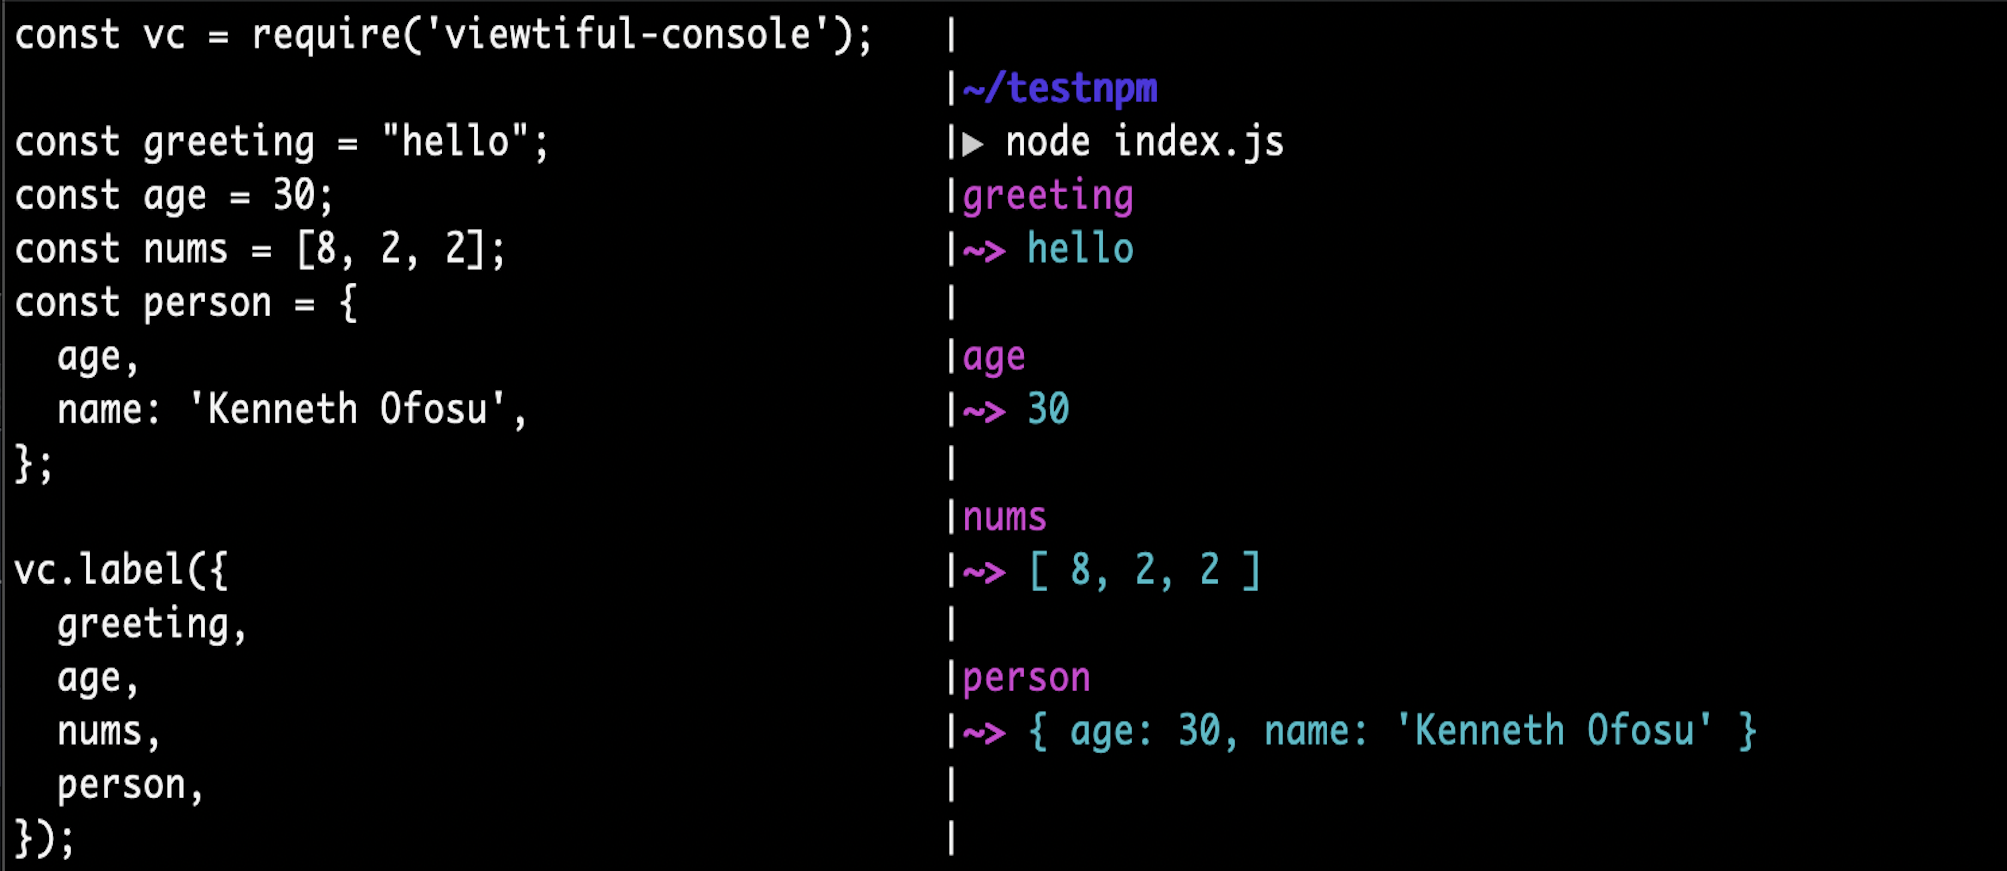 const vc = require('viewtiful-console');
const greeting = "hello";
const age = 30;
const nums = [8, 2, 2];
const person = {
  age,
  name: 'Kenneth Ofosu',
};
vc.label({
  greeting,
  age,
  nums,
  person,
});
~/testnpm
▶ node index.js
greeting
~> hello
age
~> 30
nums
~> [ 8, 2, 2 ]
person
~> { age: 30, name: 'Kenneth Ofosu' }